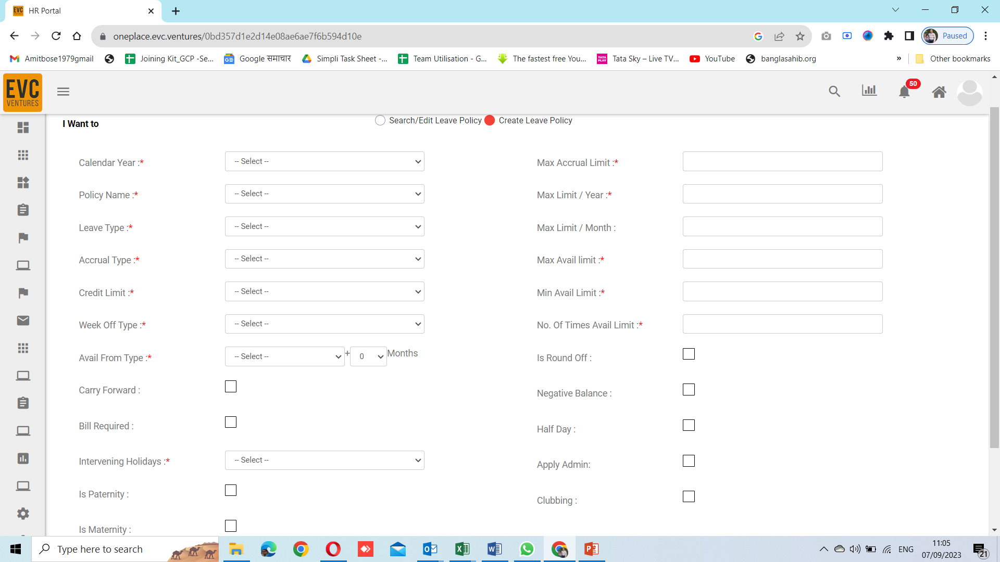 EVC HR Portal
oneplace.evc.ventures/0bd357d1e2d14e08ae6ae7f6b594d10e
Paused
Amitbose1979gmail
Joining Kit_GCP -Se...
Google समाचार
Simpli Task Sheet -...
Team Utilisation - G...
The fastest free You...
TATA PLAY Tata Sky – Live TV...
YouTube
banglasahib.org
»
Other bookmarks
EVC
VENTURES
50
I Want to
Search/Edit Leave Policy
Create Leave Policy
Calendar Year :*
-- Select --
Max Accrual Limit :*
Policy Name :*
-- Select --
Max Limit / Year :*
Leave Type :*
-- Select --
Max Limit / Month :
Accrual Type :*
-- Select --
Max Avail limit :*
Credit Limit :*
-- Select --
Min Avail Limit :*
Week Off Type :*
-- Select --
No. Of Times Avail Limit :*
Avail From Type :*
-- Select --
+
0
Months
Is Round Off :
Carry Forward :
Negative Balance :
Bill Required :
Half Day :
Intervening Holidays :*
-- Select --
Apply Admin:
Is Paternity :
Clubbing :
Is Maternity :
Type here to search
ENG
11:05
07/09/2023
21